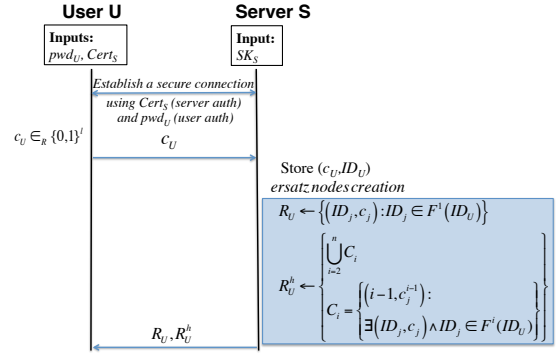 User U
Server S
Inputs:
pwd_U, Cert_S
Input:
SK_S
Establish a secure connection
using Cert_S (server auth)
and pwd_U (user auth)
c_U ∈_R {0,1}^l
c_U
Store (c_U,ID_U)
ersatz nodes creation
R_U ← {(ID_j, c_j) : ID_j ∈ F^1(ID_U)}
R_U^h ← { ⋃_{i=2}^n C_i
C_i = { (i−1, c_j^{i−1}) :
∃(ID_j, c_j) ∧ ID_j ∈ F^i(ID_U) } }
R_U, R_U^h